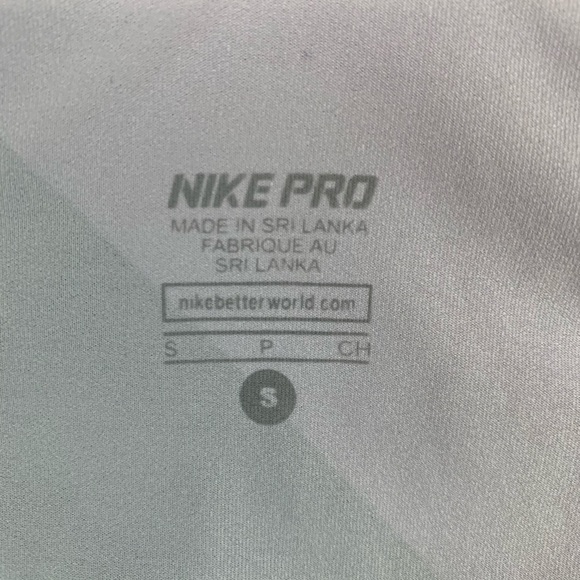 NIKE PRO
MADE IN SRI LANKA
FABRIQUE AU
SRI LANKA
nikebetterworld.com
S P CH
S